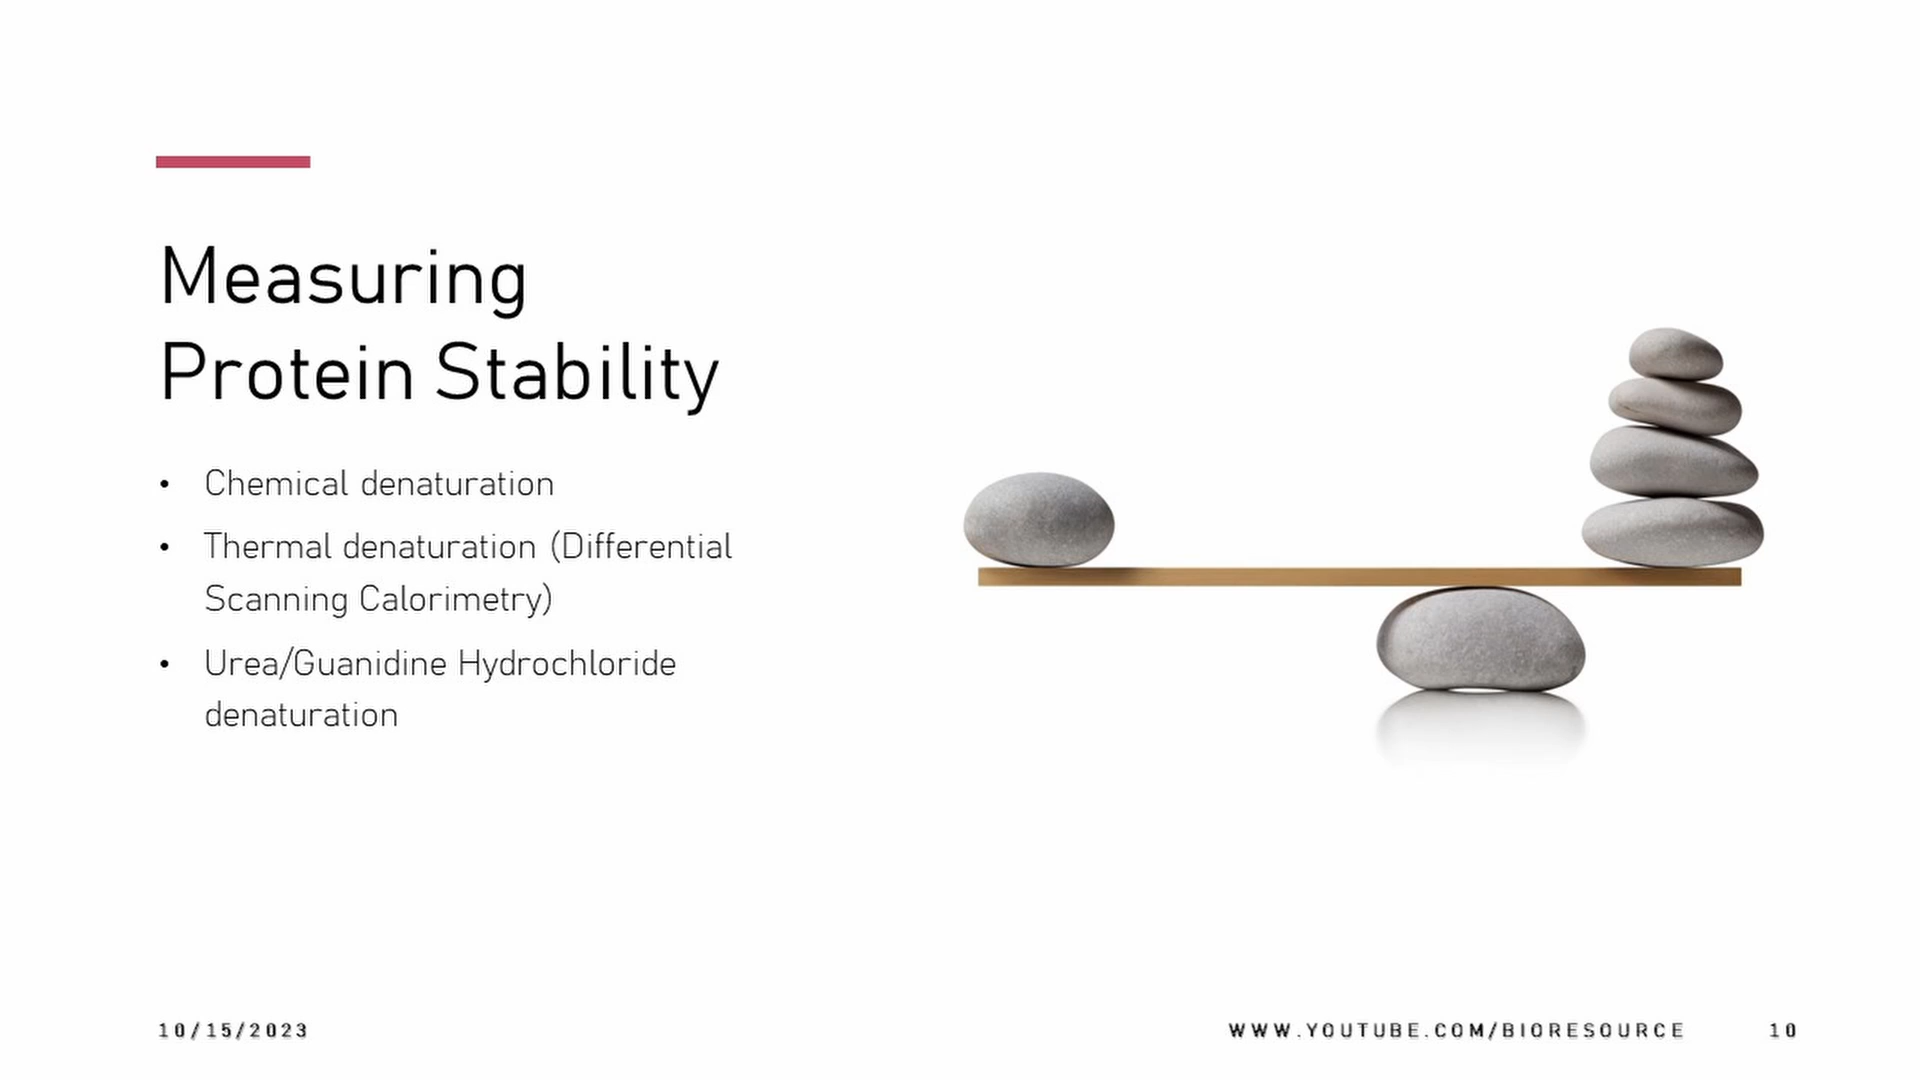 Measuring
Protein Stability
• Chemical denaturation
• Thermal denaturation (Differential
Scanning Calorimetry)
• Urea/Guanidine Hydrochloride
denaturation
10/15/2023
WWW.YOUTUBE.COM/BIORESOURCE
10